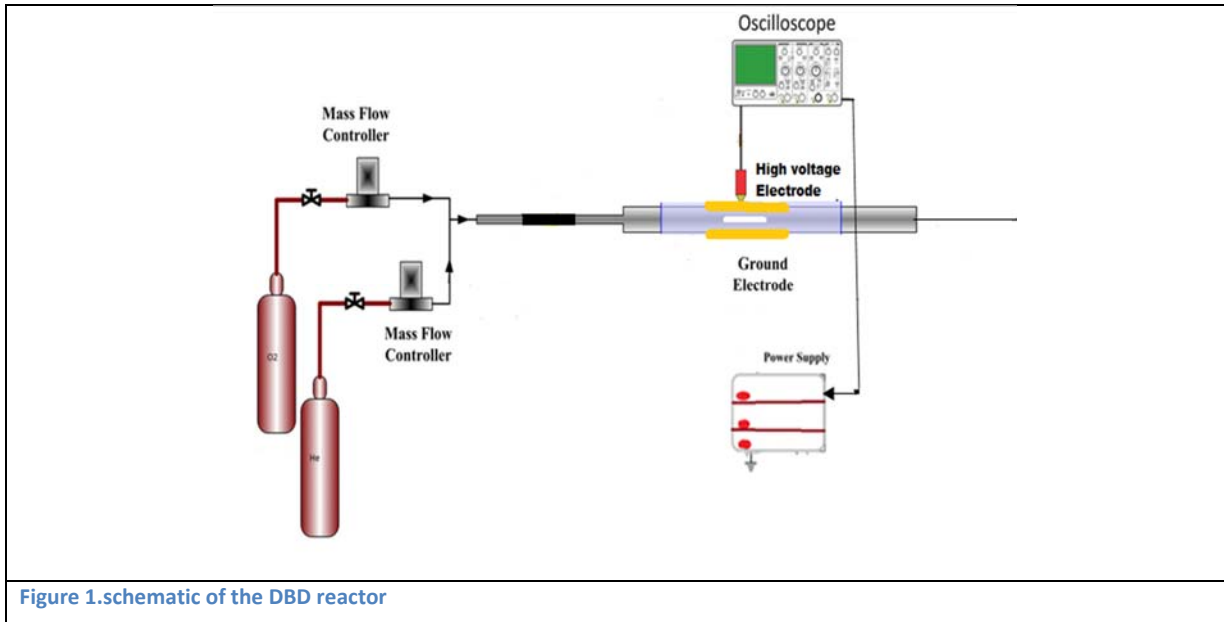 Oscilloscope
Mass Flow
Controller
High voltage
Electrode
Ground
Electrode
Mass Flow
Controller
O2
Power Supply
He
Figure 1.schematic of the DBD reactor